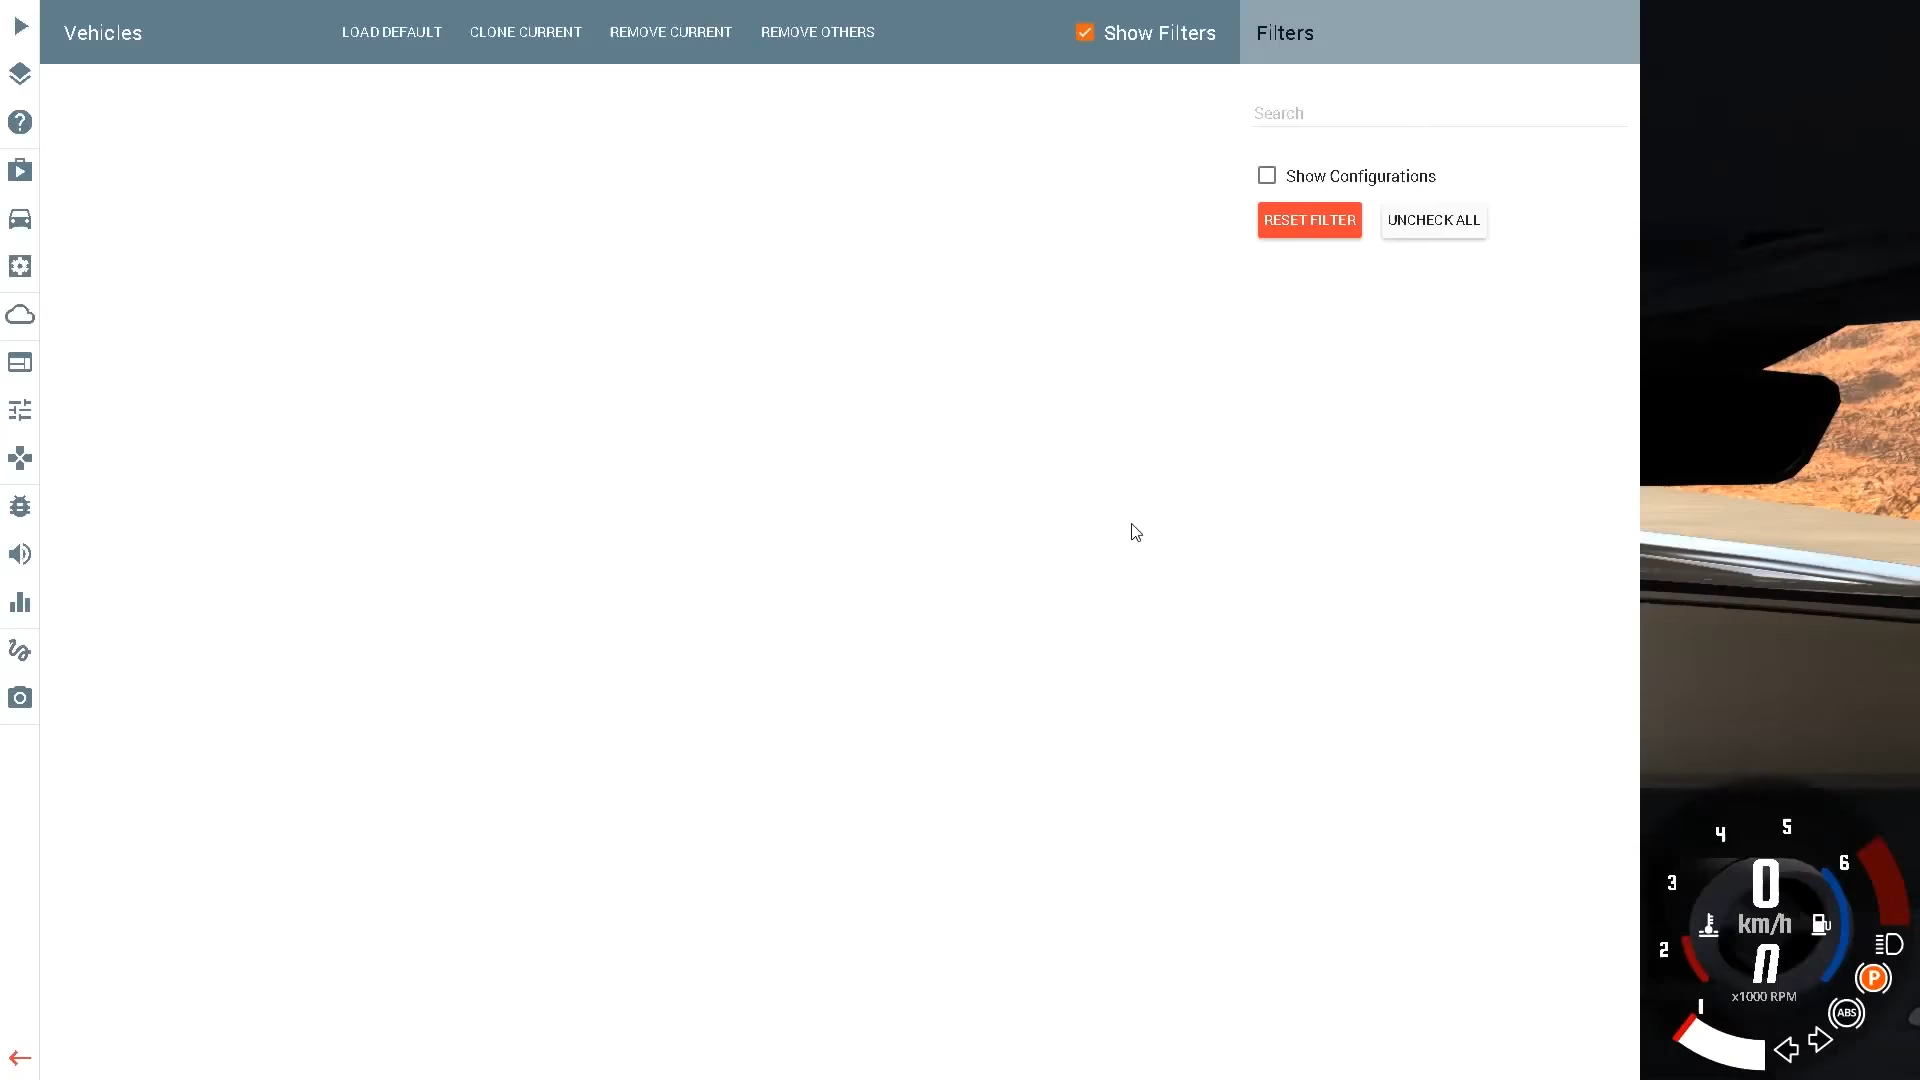 Vehicles
LOAD DEFAULT
CLONE CURRENT
REMOVE CURRENT
REMOVE OTHERS
Show Filters
Filters
Search
Show Configurations
RESET FILTER
UNCHECK ALL
5
4
6
3
0
km/h
2
n
x1000 RPM
1
P
ABS